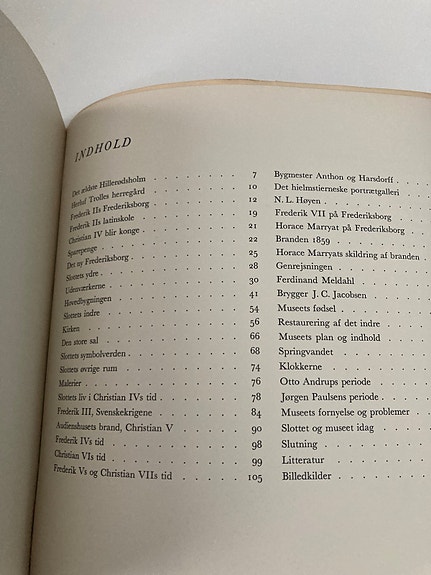 INDHOLD
Det ældste Hillerødsholm . . . . . . 7
Herluf Trolles herregård . . . . . . 10
Frederik IIs Frederiksborg . . . . . . 12
Frederik IIs latinskole . . . . . . 19
Christian IV blir konge . . . . . . 21
Sparepenge . . . . . . 22
Det ny Frederiksborg . . . . . . 25
Slottets ydre . . . . . . 28
Udenværkerne . . . . . . 30
Hovedbygningen . . . . . . 41
Slottets indre . . . . . . 54
Kirken . . . . . . 56
Den store sal . . . . . . 66
Slottets symbolverden . . . . . . 68
Slottets øvrige rum . . . . . . 74
Malerier . . . . . . 76
Slottets liv i Christian IVs tid . . . . . . 78
Frederik III, Svenskekrigene . . . . . . 84
Audienshusets brand, Christian V . . . . . . 90
Frederik IVs tid . . . . . . 98
Christian VIs tid . . . . . . 99
Frederik Vs og Christian VIIs tid . . . . . . 105
Bygmester Anthon og Harsdorff . .
Det hielmstierneske portrætgalleri
N. L. Høyen . . . . . .
Frederik VII på Frederiksborg
Horace Marryat på Frederiksborg
Branden 1859 . . . . . .
Horace Marryats skildring af branden
Genrejsningen . . . . . .
Ferdinand Meldahl . . . . .
Brygger J. C. Jacobsen . . . .
Museets fødsel . . . . . .
Restaurering af det indre . . . .
Museets plan og indhold . . . .
Springvandet . . . . . .
Klokkerne . . . . . .
Otto Andrups periode . . . .
Jørgen Paulsens periode . . . .
Museets fornyelse og problemer . .
Slottet og museet idag . . . .
Slutning . . . . . .
Litteratur . . . . . .
Billedkilder . . . . . .